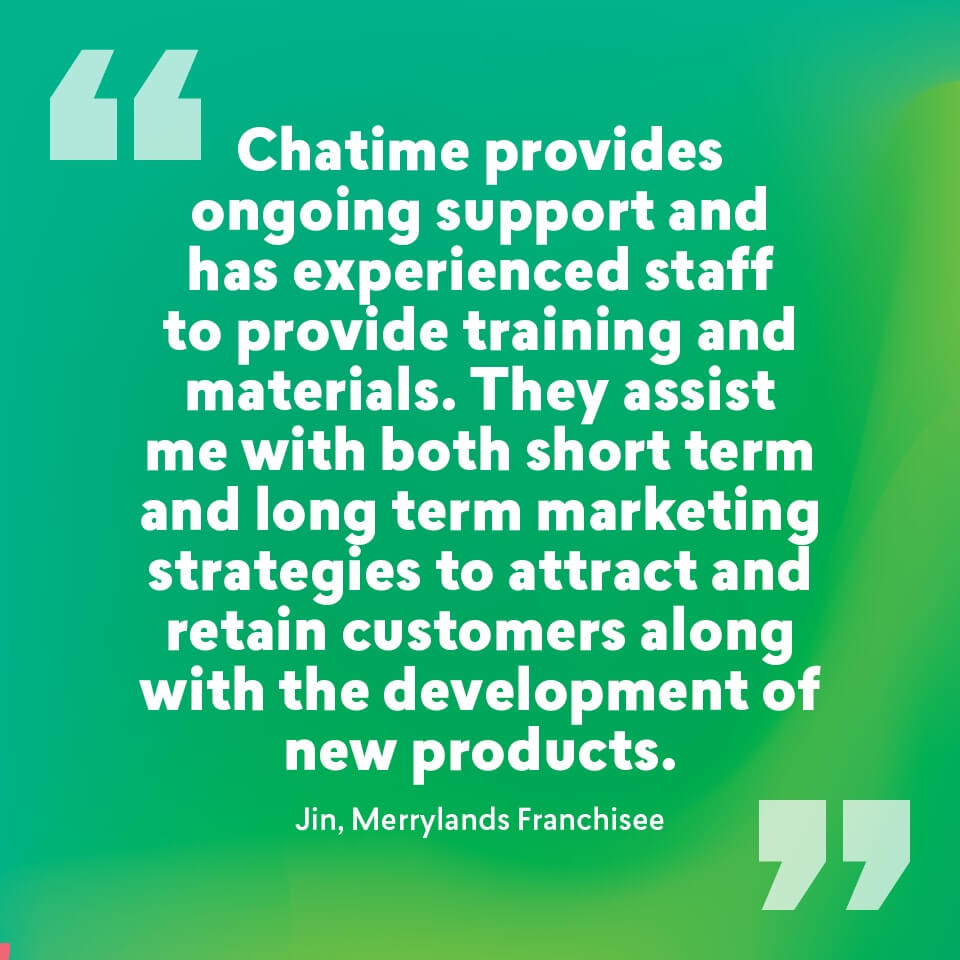 “
Chatime provides
ongoing support and
has experienced staff
to provide training and
materials. They assist
me with both short term
and long term marketing
strategies to attract and
retain customers along
with the development of
new products.
Jin, Merrylands Franchisee
”